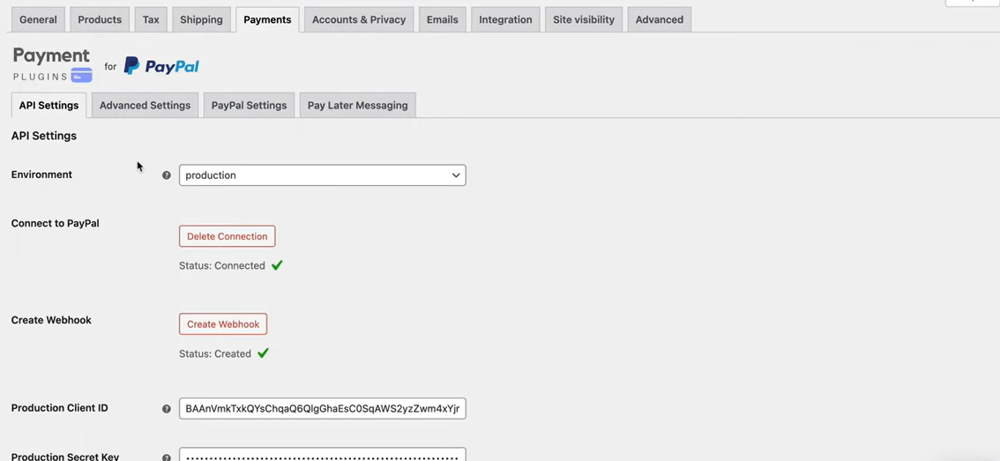 General Products Tax Shipping Payments Accounts & Privacy Emails Integration Site visibility Advanced
Payment
PLUGINS
for PayPal
API Settings Advanced Settings PayPal Settings Pay Later Messaging
API Settings
Environment ? production
Connect to PayPal
Delete Connection
Status: Connected
Create Webhook
Create Webhook
Status: Created
Production Client ID ? BAAnVmkTxkQYsChqaQ6QlgGhaEsC0SqAWS2yzZwm4xYjr
Production Secret Key ?